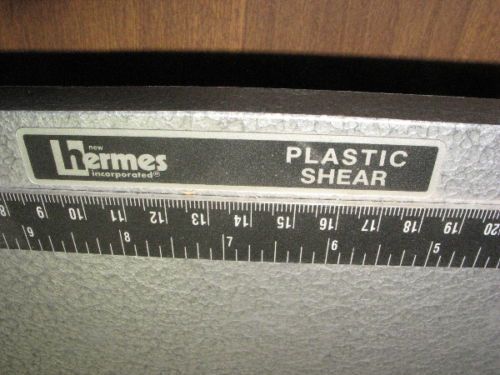 new
hermes
incorporated®
PLASTIC
SHEAR
8 9 10 11 12 13 14 15 16 17 18 19 20
9 8 7 6 5